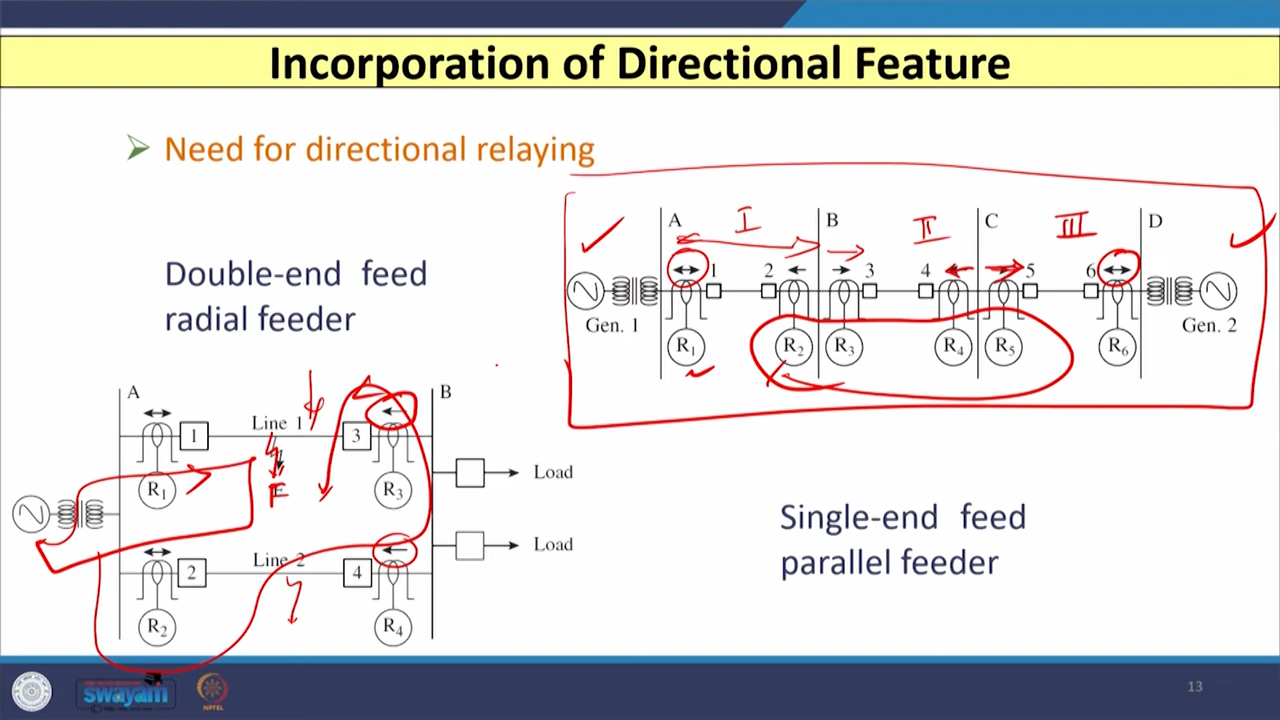 Incorporation of Directional Feature
Need for directional relaying
Double-end feed
radial feeder
A I B II C III D
1 2 3 4 5 6
Gen. 1
Gen. 2
R1 R2 R3 R4 R5 R6
A
B
Line 1
1
3
Load
R1
F
R3
Single-end feed
parallel feeder
Load
Line 2
2
4
R2
R4
swayam
NPTEL
13